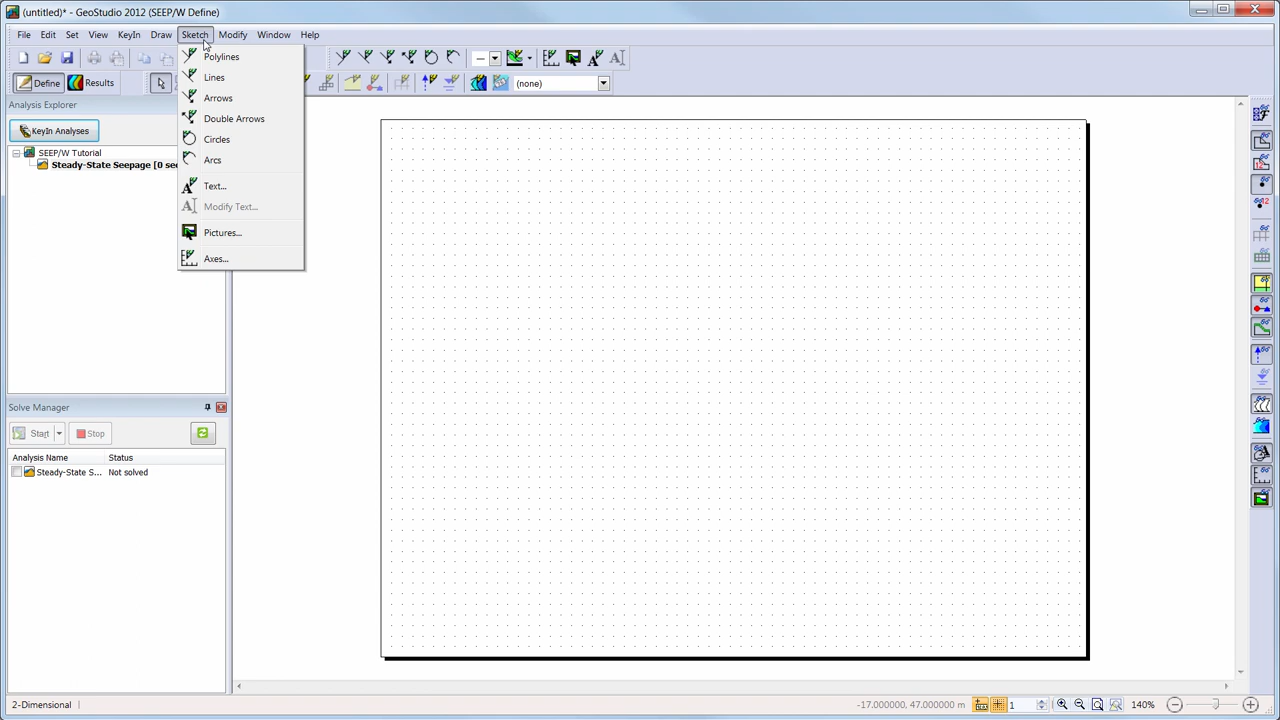 (untitled)* - GeoStudio 2012 (SEEP/W Define)
File Edit Set View KeyIn Draw Sketch Modify Window Help
Polylines
Lines
Arrows
Double Arrows
Circles
Arcs
Text...
Modify Text...
Pictures...
Axes...
Define Results
(none)
Analysis Explorer
KeyIn Analyses
SEEP/W Tutorial
Steady-State Seepage [0 sec
Solve Manager
Start Stop
Analysis Name Status
Steady-State S... Not solved
2-Dimensional
-17.000000, 47.000000 m
1
140%